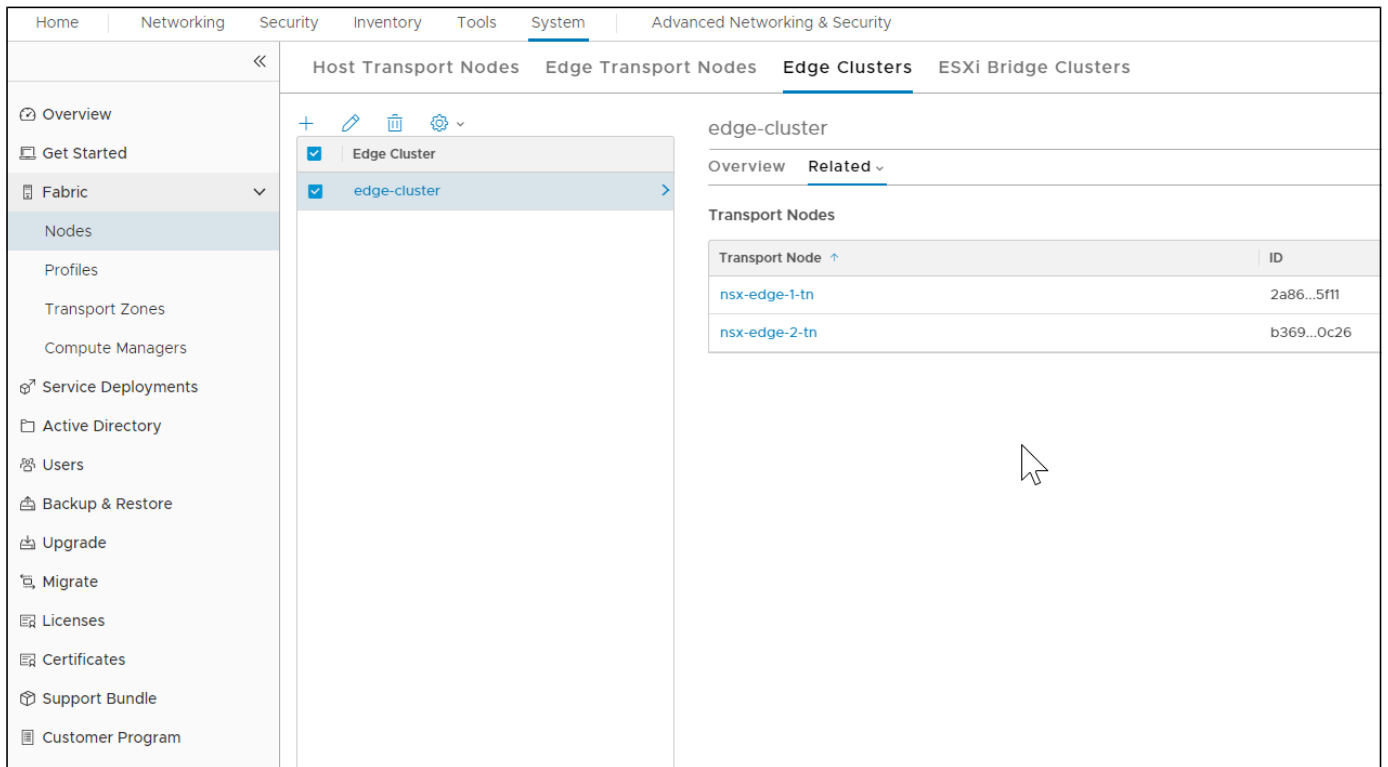 Home Networking Security Inventory Tools System Advanced Networking & Security
Host Transport Nodes Edge Transport Nodes Edge Clusters ESXi Bridge Clusters
Overview
Get Started
Fabric
Nodes
Profiles
Transport Zones
Compute Managers
Service Deployments
Active Directory
Users
Backup & Restore
Upgrade
Migrate
Licenses
Certificates
Support Bundle
Customer Program
Edge Cluster
edge-cluster
edge-cluster
Overview Related
Transport Nodes
Transport Node ID
nsx-edge-1-tn 2a86...5f11
nsx-edge-2-tn b369...0c26